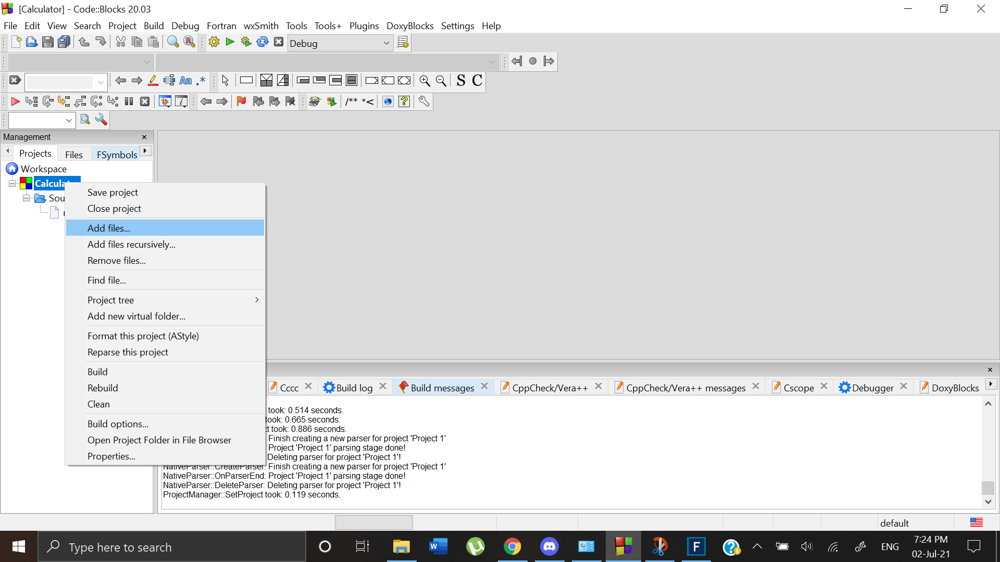 [Calculator] - Code::Blocks 20.03
File Edit View Search Project Build Debug Fortran wxSmith Tools Tools+ Plugins DoxyBlocks Settings Help
Debug
Aa .*
S C
/** *<
Management
Projects Files FSymbols
Workspace
Save project
Close project
Add files...
Add files recursively...
Remove files...
Find file...
Project tree
Add new virtual folder...
Format this project (AStyle)
Reparse this project
Build
Rebuild
Clean
Build options...
Open Project Folder in File Browser
Properties...
Cccc Build log Build messages CppCheck/Vera++ CppCheck/Vera++ messages Cscope Debugger DoxyBlocks
took: 0.514 seconds.
took: 0.665 seconds.
took: 0.886 seconds.
Finish creating a new parser for project 'Project 1'
Project 'Project 1' parsing stage done!
Deleting parser for project 'Project 1'!
NativeParser::CreateParser: Finish creating a new parser for project 'Project 1'
NativeParser::OnParserEnd: Project 'Project 1' parsing stage done!
NativeParser::DeleteParser: Deleting parser for project 'Project 1'!
ProjectManager::SetProject took: 0.119 seconds.
default
Type here to search
ENG
7:24 PM
02-Jul-21